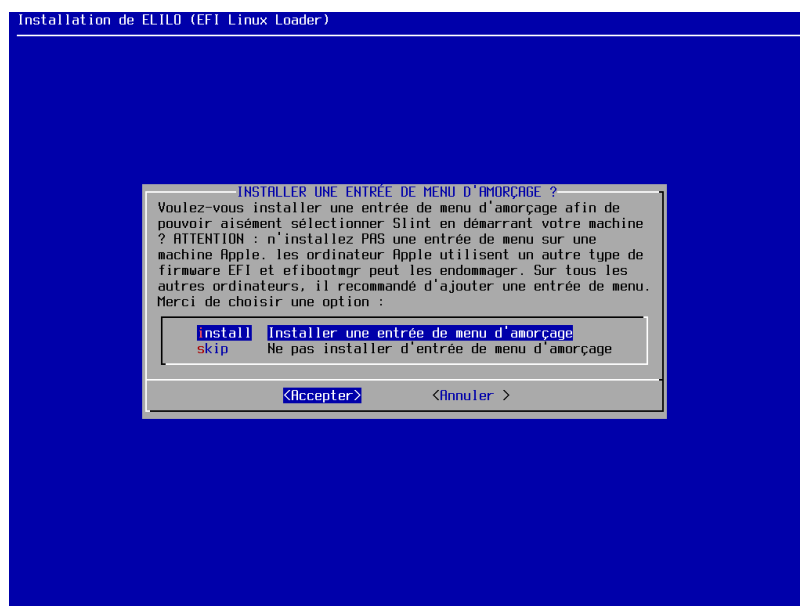 Installation de ELILO (EFI Linux Loader)
INSTALLER UNE ENTRÉE DE MENU D'AMORÇAGE ?
Voulez-vous installer une entrée de menu d'amorçage afin de
pouvoir aisément sélectionner Slint en démarrant votre machine
? ATTENTION : n'installez PAS une entrée de menu sur une
machine Apple. les ordinateur Apple utilisent un autre type de
firmware EFI et efibootmgr peut les endommager. Sur tous les
autres ordinateurs, il recommandé d'ajouter une entrée de menu.
Merci de choisir une option :
install Installer une entrée de menu d'amorçage
skip Ne pas installer d'entrée de menu d'amorçage
<Accepter> <Annuler >